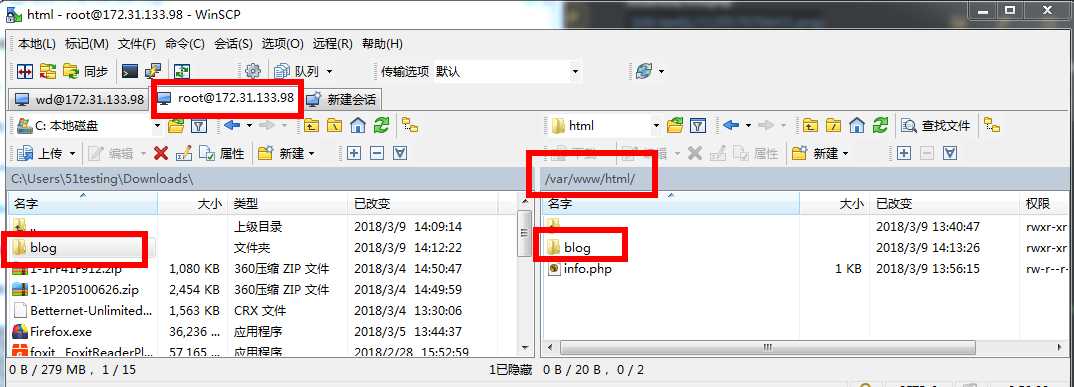 html - root@172.31.133.98 - WinSCP
本地(L) 标记(M) 文件(F) 命令(C) 会话(S) 选项(O) 远程(R) 帮助(H)
同步 队列 传输选项 默认
wd@172.31.133.98 root@172.31.133.98 新建会话
C: 本地磁盘 html 查找文件
上传 编辑 属性 新建 下载 编辑 属性 新建
C:\Users\51testing\Downloads\ /var/www/html/
名字 大小 类型 已改变 名字 大小 已改变 权限
.. 上级目录 2018/3/9 14:09:14 2018/3/9 13:40:47 rwxr-xr
blog 文件夹 2018/3/9 14:12:22 blog 2018/3/9 14:13:26 rwxr-xr
1-1FF41F912.zip 1,080 KB 360压缩 ZIP 文件 2018/3/4 14:50:47 info.php 1 KB 2018/3/9 13:56:15 rw-r--r-
1-1P205100626.zip 2,454 KB 360压缩 ZIP 文件 2018/3/4 14:49:59
Betternet-Unlimited... 1,563 KB CRX 文件 2018/3/4 13:30:06
Firefox.exe 36,236 ... 应用程序 2018/3/5 13:44:37
foxit_FoxitReaderPl... 57,165 ... 应用程序 2018/2/28 15:52:59
0 B / 279 MB, 1 / 15 1已隐藏 0 B / 20 B, 0 / 2